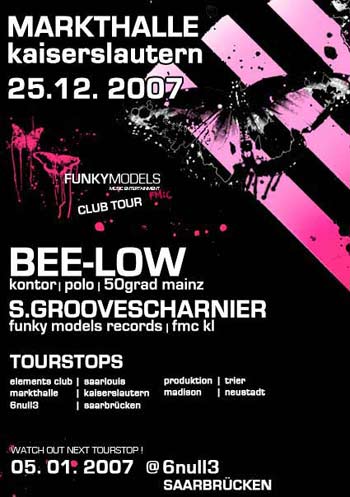 MARKTHALLE
kaiserslautern
25.12. 2007
FUNKYMODELS
MUSIC ENTERTAINMENT
FMIC
CLUB TOUR
BEE-LOW
kontor | polo | 50grad mainz
S.GROOVESCHARNIER
funky models records | fmc kl
TOURSTOPS
elements club | saarlouis
markthalle | kaiserslautern
6null3 | saarbrücken
produktion | trier
madison | neustadt
WATCH OUT NEXT TOURSTOP !
05. 01. 2007 @ 6null3
SAARBRÜCKEN